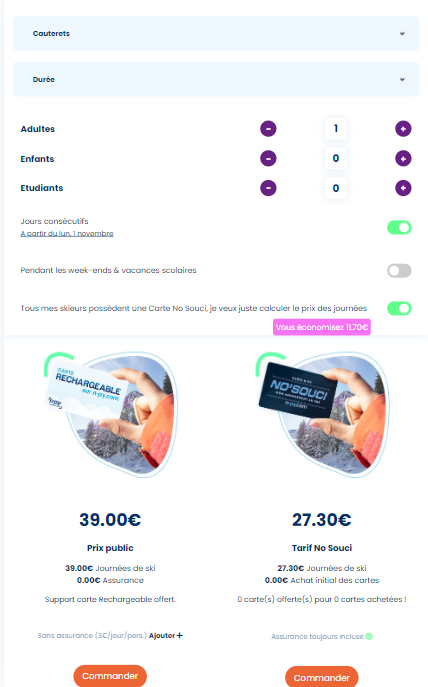 Cauterets
Durée
Adultes - 1 +
Enfants - 0 +
Etudiants - 0 +
Jours consécutifs
A partir du lun. 1 novembre
Pendant les week-ends & vacances scolaires
Tous mes skieurs possèdent une Carte No Souci, je veux juste calculer le prix des journées
Vous économisez 11.70€
CARTE
RECHARGEABLE
sur n-py.com
NO'SOUCI
39.00€
Prix public
39.00€ Journées de ski
0.00€ Assurance
Support carte Rechargeable offert.
Sans assurance (3€/jour/pers.) Ajouter +
Commander
27.30€
Tarif No Souci
27.30€ Journées de ski
0.00€ Achat initial des cartes
0 carte(s) offerte(s) pour 0 cartes achetées !
Assurance toujours incluse
Commander